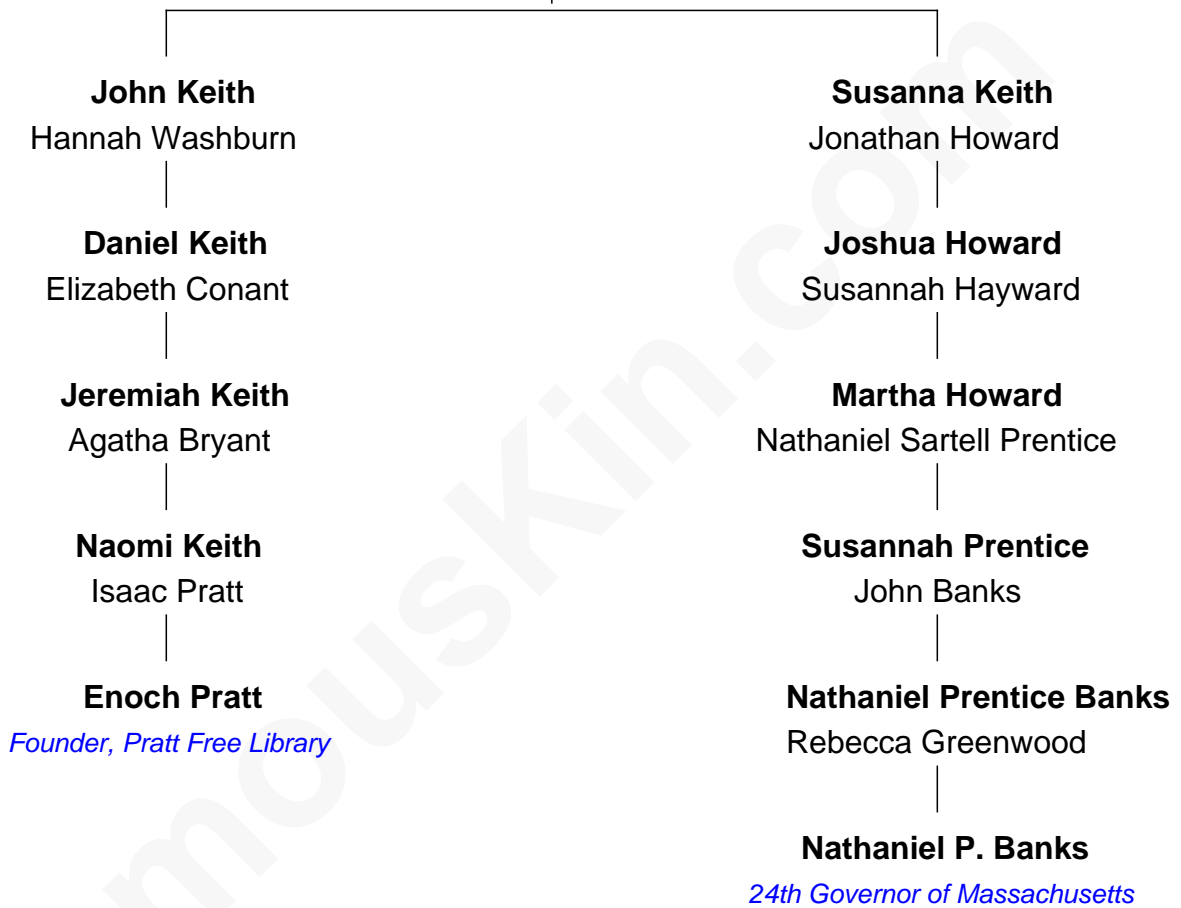 John Keith
Hannah Washburn
Daniel Keith
Elizabeth Conant
Jeremiah Keith
Agatha Bryant
Naomi Keith
Isaac Pratt
Enoch Pratt
Founder, Pratt Free Library
Susanna Keith
Jonathan Howard
Joshua Howard
Susannah Hayward
Martha Howard
Nathaniel Sartell Prentice
Susannah Prentice
John Banks
Nathaniel Prentice Banks
Rebecca Greenwood
Nathaniel P. Banks
24th Governor of Massachusetts
mouskin.com